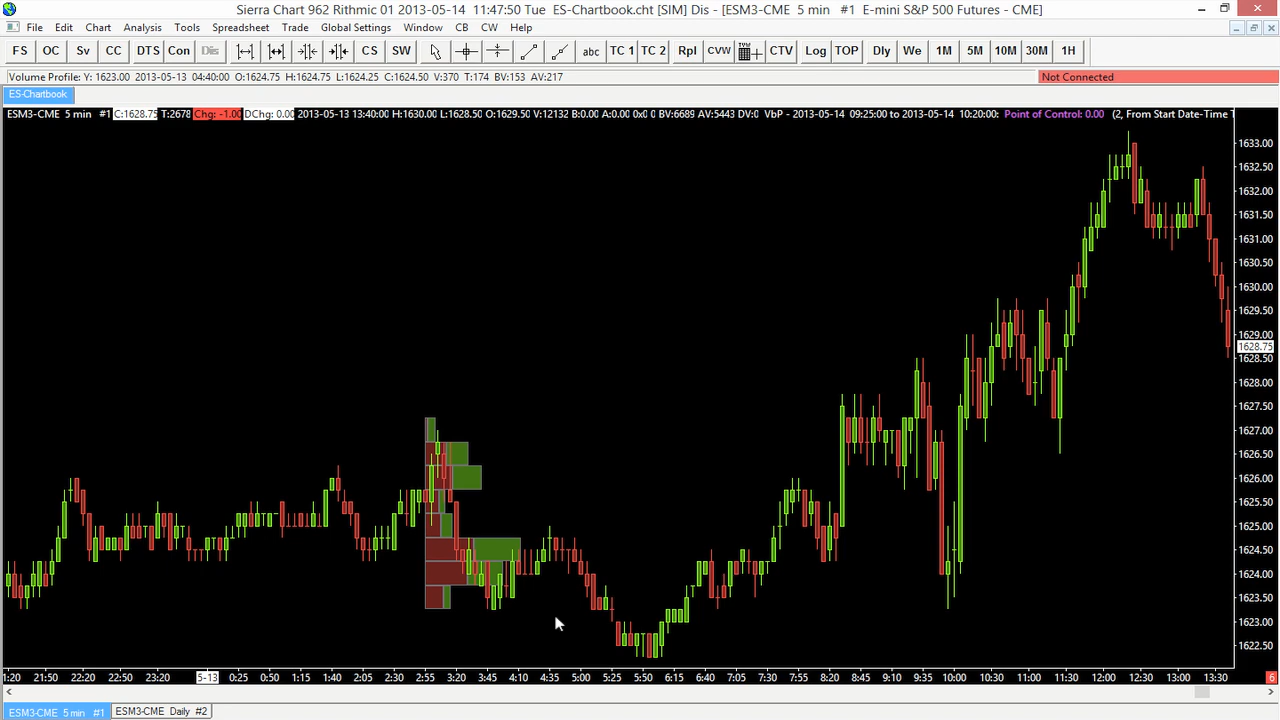 Sierra Chart 962 Rithmic 01 2013-05-14 11:47:50 Tue ES-Chartbook.cht [SIM] Dis - [ESM3-CME 5 min #1 E-mini S&P 500 Futures - CME]
File Edit Chart Analysis Tools Spreadsheet Trade Global Settings Window CB CW Help
FS OC Sv CC DTS Con Dis CS SW abc TC 1 TC 2 Rpl CVW CTV Log TOP Dly We 1M 5M 10M 30M 1H
Volume Profile: Y: 1623.00 2013-05-13 04:40:00 O:1624.75 H:1624.75 L:1624.25 C:1624.50 V:370 T:174 BV:153 AV:217 Not Connected
ES-Chartbook
ESM3-CME 5 min #1 C:1628.75 T:2678 Chg: -1.00 DChg: 0.00 2013-05-13 13:40:00 H:1630.00 L:1628.50 O:1629.50 V:12132 B:0.00 A:0.00 0x0 0 BV:6689 AV:5443 DV:0 VbP - 2013-05-14 09:25:00 to 2013-05-14 10:20:00: Point of Control: 0.00 (2, From Start Date-Time
1633.00
1632.50
1632.00
1631.50
1631.00
1630.50
1630.00
1629.50
1629.00
1628.75
1628.50
1628.00
1627.50
1627.00
1626.50
1626.00
1625.50
1625.00
1624.50
1624.00
1623.50
1623.00
1622.50
1:20 21:50 22:20 22:50 23:20 5-13 0:25 0:50 1:15 1:40 2:05 2:30 2:55 3:20 3:45 4:10 4:35 5:00 5:25 5:50 6:15 6:40 7:05 7:30 7:55 8:20 8:45 9:10 9:35 10:00 10:30 11:00 11:30 12:00 12:30 13:00 13:30 6
ESM3-CME 5 min #1 ESM3-CME Daily #2